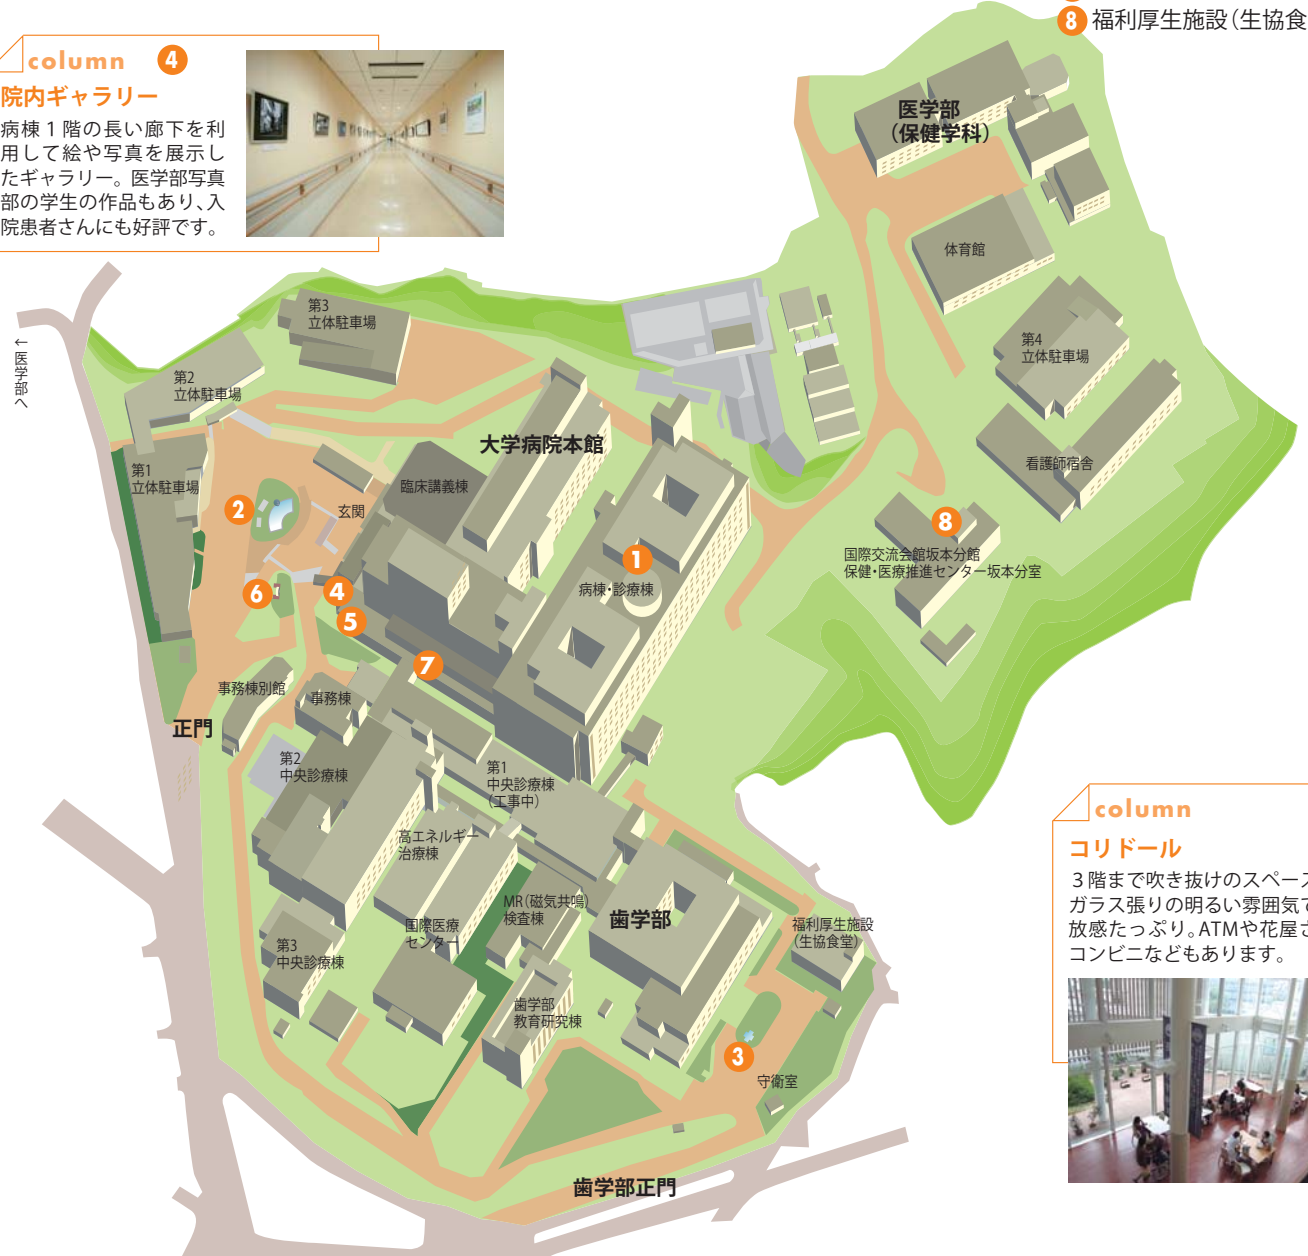 8 福利厚生施設（生協食
column 4
院内ギャラリー
病棟1階の長い廊下を利
用して絵や写真を展示し
たギャラリー。医学部写真
部の学生の作品もあり、入
院患者さんにも好評です。
←医学部へ
医学部
（保健学科）
体育館
第3
立体駐車場
第4
立体駐車場
第2
立体駐車場
大学病院本館
看護師宿舎
第1
立体駐車場
臨床講義棟
2
玄関
8
国際交流会館坂本分館
保健・医療推進センター坂本分室
1
病棟・診療棟
6
4
5
7
事務棟別館
事務棟
正門
第2
中央診療棟
第1
中央診療棟
（工事中）
高エネルギー
治療棟
MR（磁気共鳴）
検査棟
歯学部
国際医療
センター
福利厚生施設
（生協食堂）
第3
中央診療棟
歯学部
教育研究棟
3
守衛室
歯学部正門
column
コリドール
3階まで吹き抜けのスペース
ガラス張りの明るい雰囲気で
放感たっぷり。ATMや花屋さ
コンビニなどもあります。